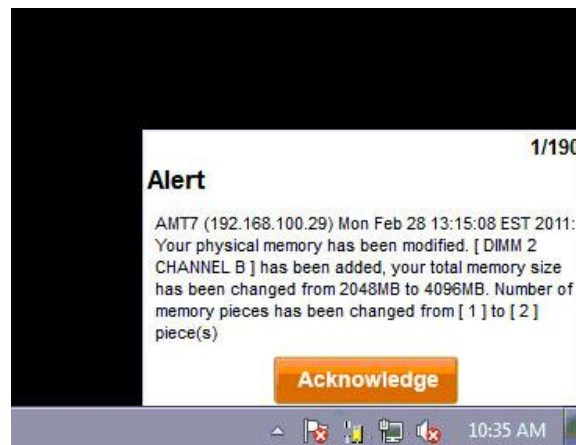 1/190
Alert
AMT7 (192.168.100.29) Mon Feb 28 13:15:08 EST 2011:
Your physical memory has been modified. [ DIMM 2
CHANNEL B ] has been added, your total memory size
has been changed from 2048MB to 4096MB. Number of
memory pieces has been changed from [ 1 ] to [ 2 ]
piece(s)
Acknowledge
10:35 AM